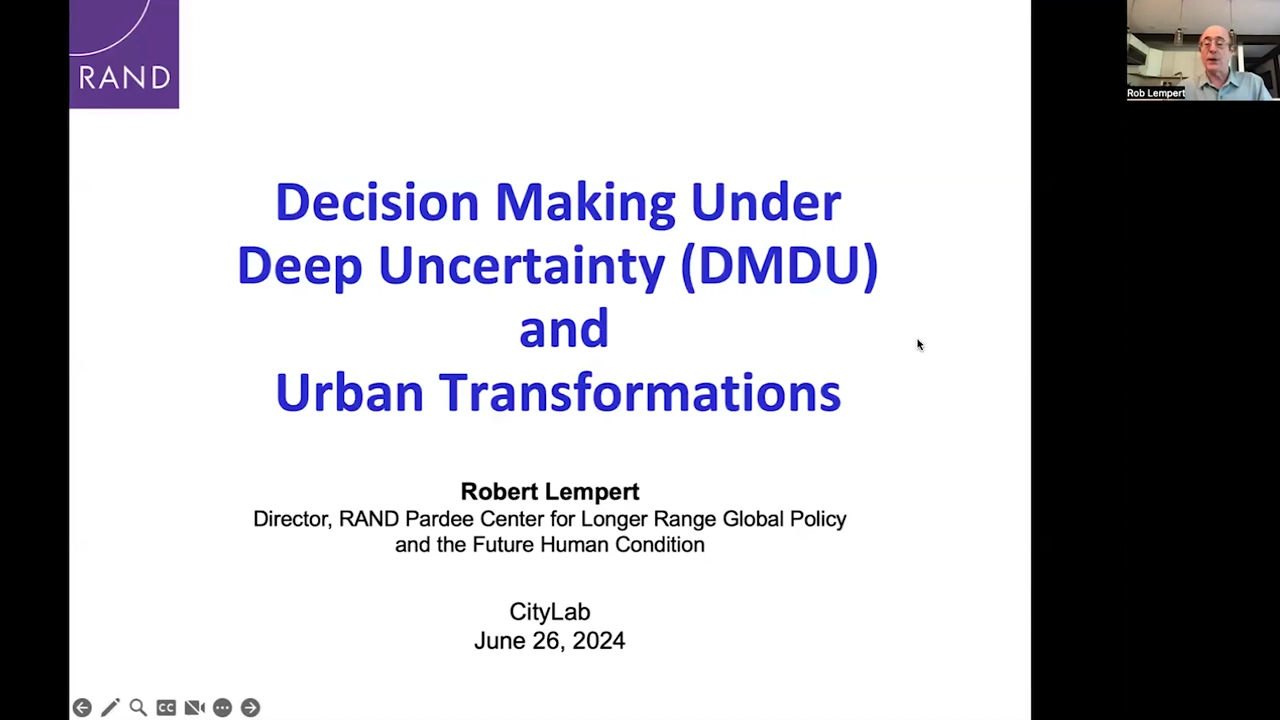 RAND
Rob Lempert
Decision Making Under
Deep Uncertainty (DMDU)
and
Urban Transformations
Robert Lempert
Director, RAND Pardee Center for Longer Range Global Policy
and the Future Human Condition
CityLab
June 26, 2024
CC